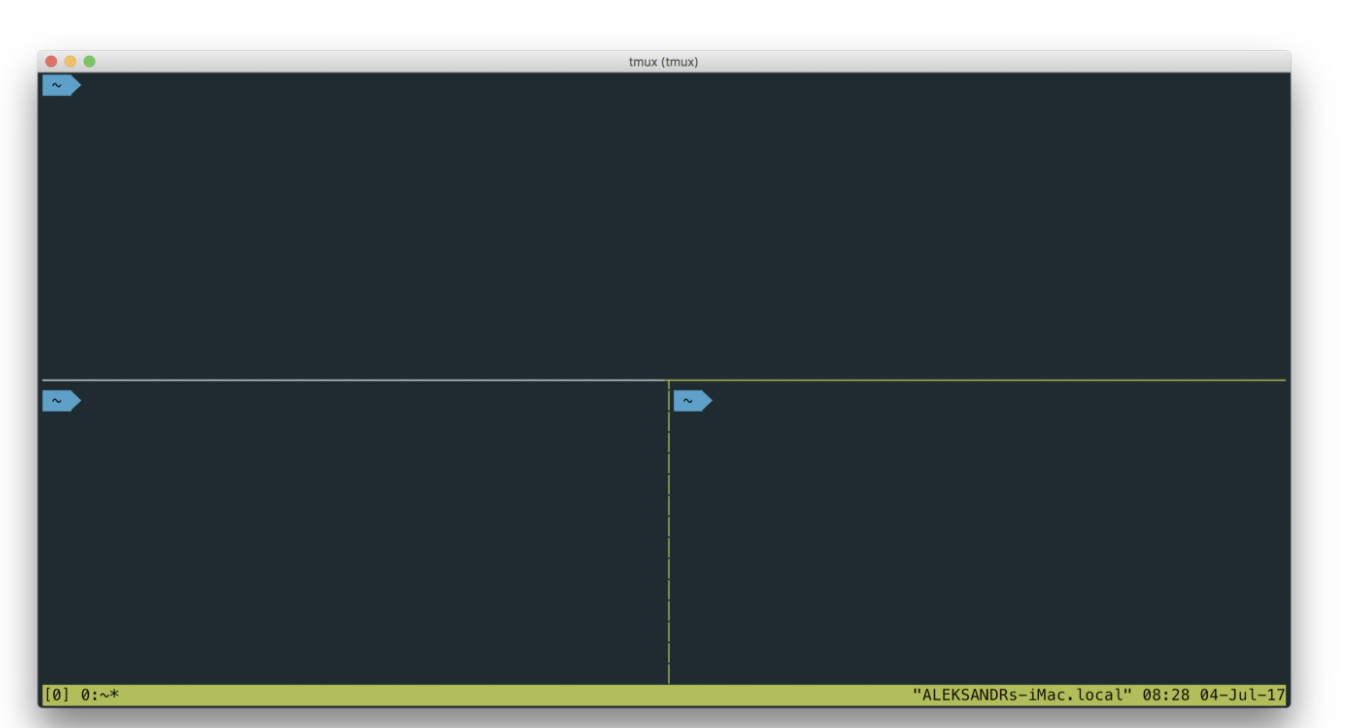 tmux (tmux)
~
~ ~
[0] 0:~* "ALEKSANDRs-iMac.local" 08:28 04-Jul-17